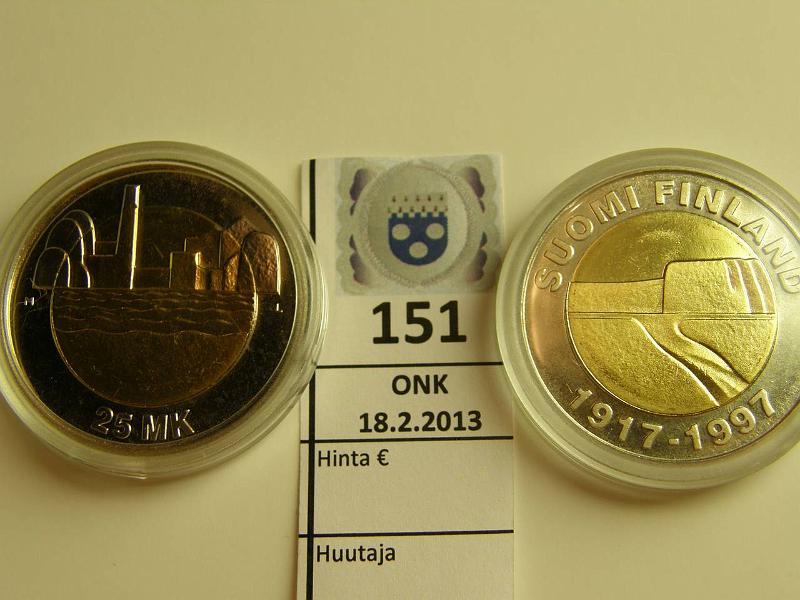 25 MK
151
ONK
18.2.2013
Hinta €
Huutaja
SUOMI FINLAND
1917-1997